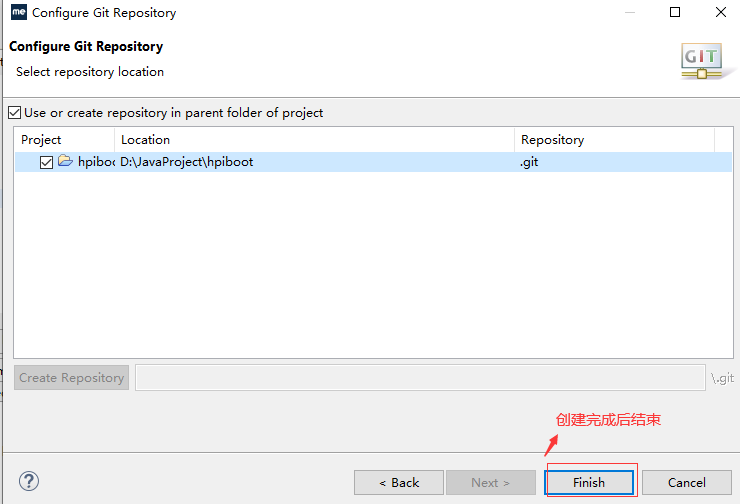 me Configure Git Repository
Configure Git Repository
Select repository location
GIT
Use or create repository in parent folder of project
Project Location Repository
hpiboo D:\JavaProject\hpiboot .git
Create Repository \.git
创建完成后结束
? < Back Next > Finish Cancel